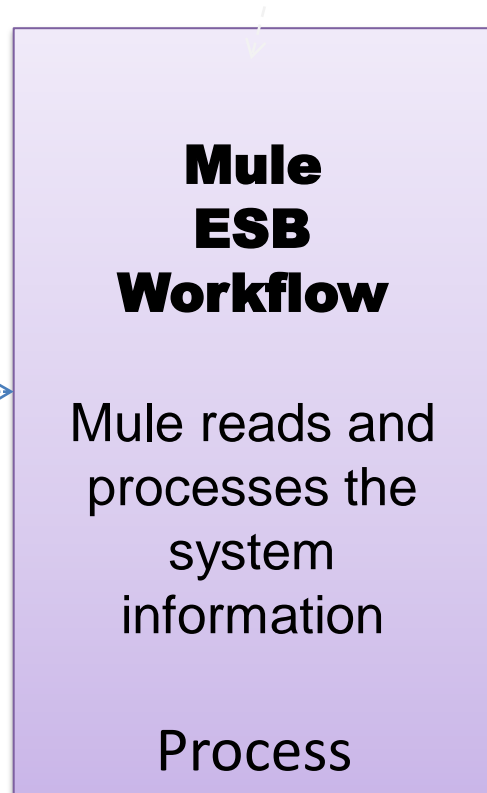 Mule
ESB
Workflow
Mule reads and
processes the
system
information
Process